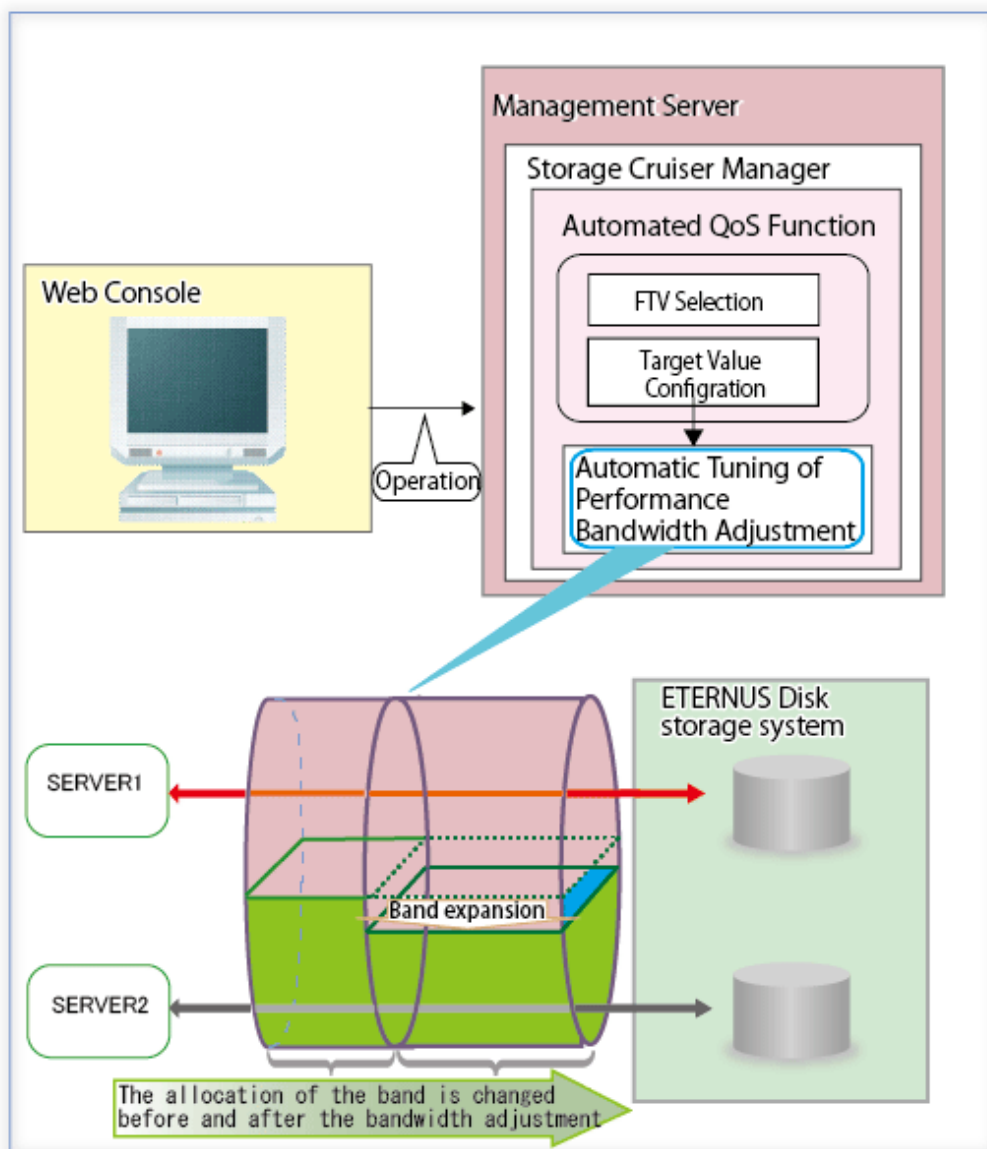 Management Server
Storage Cruiser Manager
Automated QoS Function
FTV Selection
Target Value
Configration
Automatic Tuning of
Performance
Bandwidth Adjustment
Web Console
Operation
ETERNUS Disk
storage system
SERVER1
Band expansion
SERVER2
The allocation of the band is changed
before and after the bandwidth adjustment